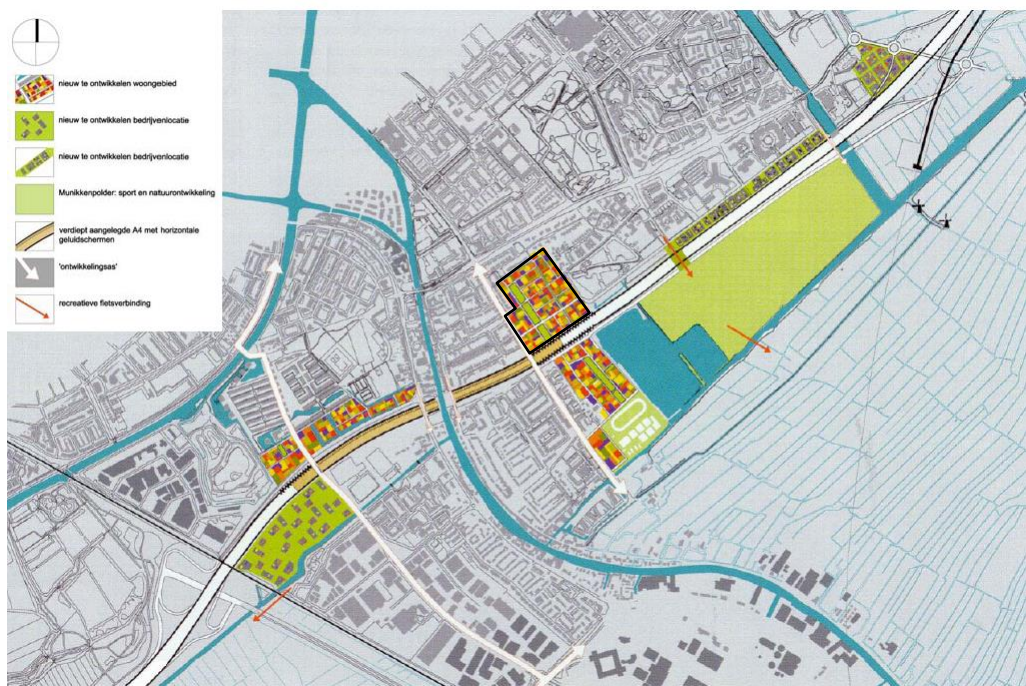 nieuw te ontwikkelen woongebied
nieuw te ontwikkelen bedrijvenlocatie
nieuw te ontwikkelen bedrijvenlocatie
Munikkenpolder: sport en natuurontwikkeling
verdiept aangelegde A4 met horizontale
geluidschermen
'ontwikkelingsas'
recreatieve fietsverbinding